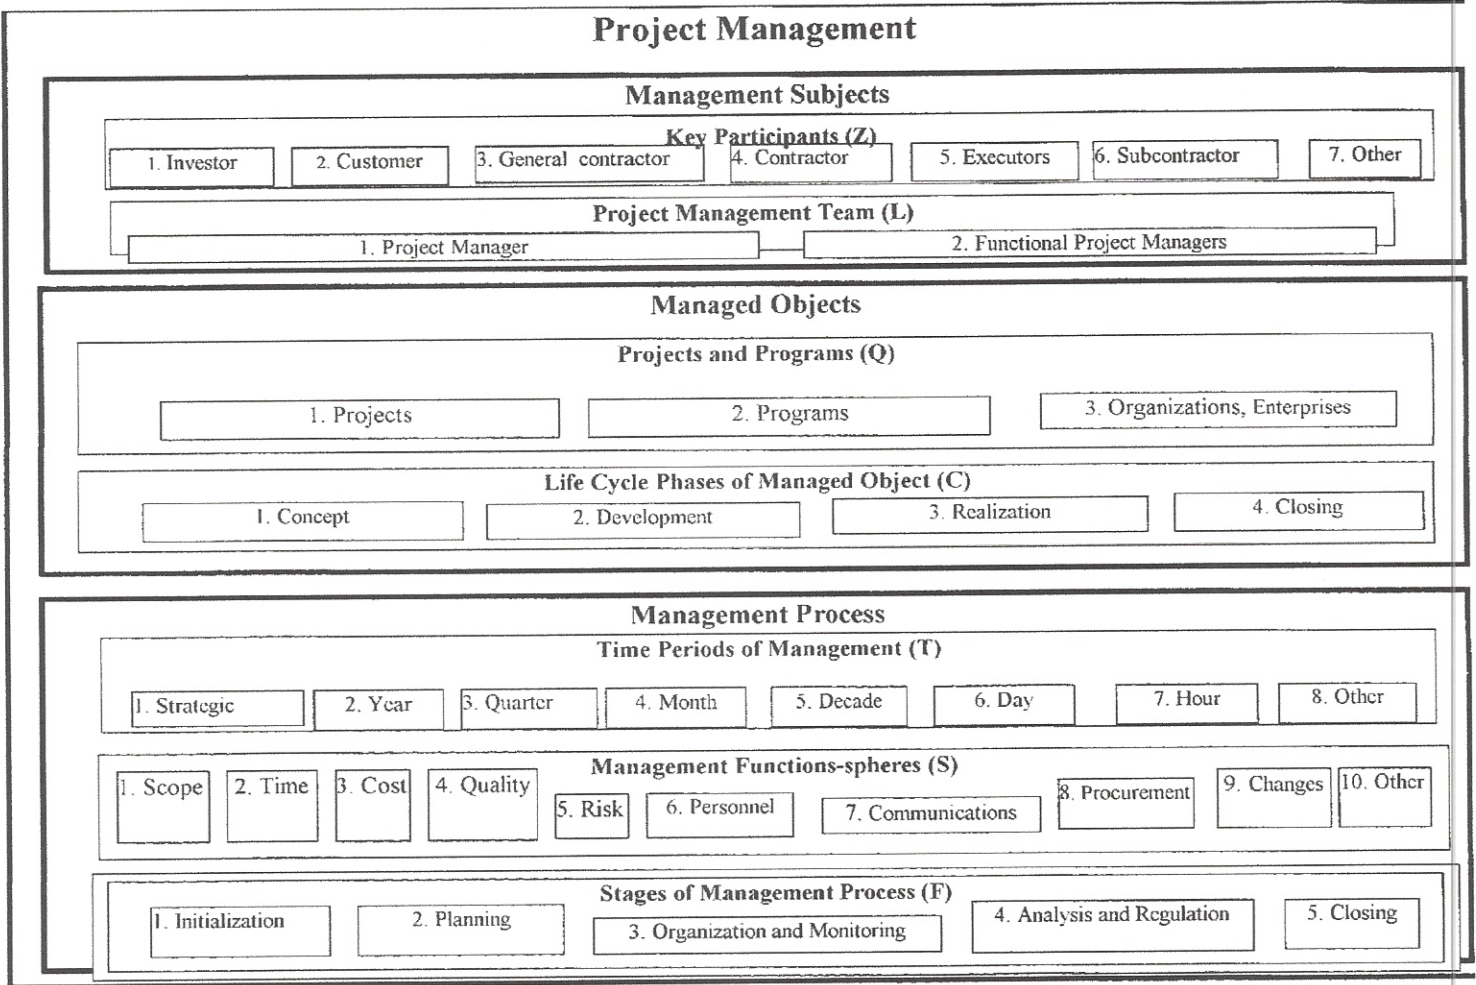 Project Management
Management Subjects
Key Participants (Z)
1. Investor
2. Customer
3. General contractor
4. Contractor
5. Executors
6. Subcontractor
7. Other
Project Management Team (L)
1. Project Manager
2. Functional Project Managers
Managed Objects
Projects and Programs (Q)
1. Projects
2. Programs
3. Organizations, Enterprises
Life Cycle Phases of Managed Object (C)
1. Concept
2. Development
3. Realization
4. Closing
Management Process
Time Periods of Management (T)
1. Strategic
2. Year
3. Quarter
4. Month
5. Decade
6. Day
7. Hour
8. Other
Management Functions-spheres (S)
1. Scope
2. Time
3. Cost
4. Quality
5. Risk
6. Personnel
7. Communications
8. Procurement
9. Changes
10. Other
Stages of Management Process (F)
1. Initialization
2. Planning
3. Organization and Monitoring
4. Analysis and Regulation
5. Closing